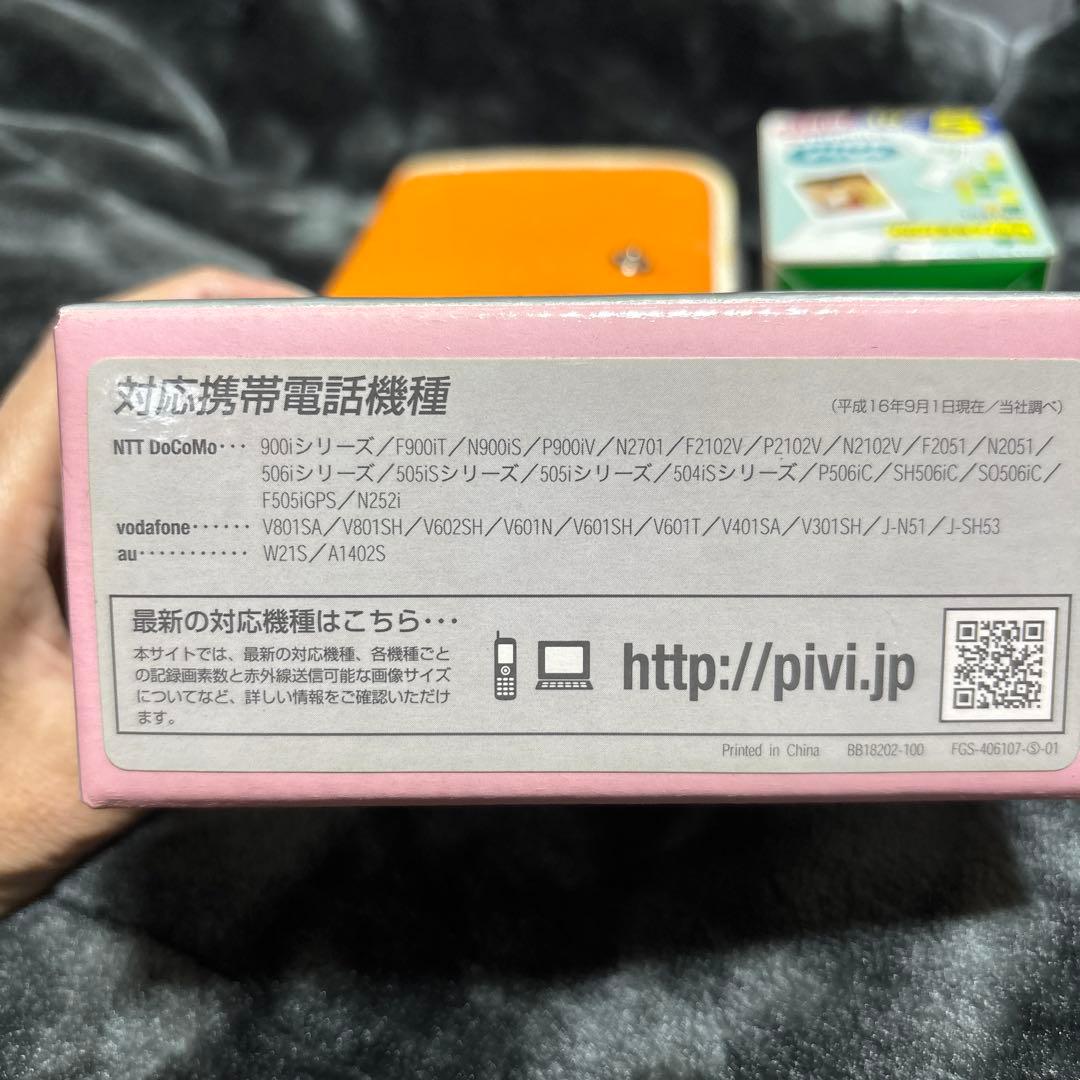 対応携帯電話機種
（平成16年9月1日現在／当社調べ）
NTT DoCoMo･･･ 900iシリーズ／F900iT／N900iS／P900iV／N2701／F2102V／P2102V／N2102V／F2051／N2051／
506iシリーズ／505iSシリーズ／505iシリーズ／504iSシリーズ／P506iC／SH506iC／SO506iC／
F505iGPS／N252i
vodafone･･････ V801SA／V801SH／V602SH／V601N／V601SH／V601T／V401SA／V301SH／J-N51／J-SH53
au･･･････････ W21S／A1402S
最新の対応機種はこちら･･･
本サイトでは、最新の対応機種、各機種ごと
の記録画素数と赤外線送信可能な画像サイズ
についてなど、詳しい情報をご確認いただけ
ます。
http://pivi.jp
Printed in China BB18202-100 FGS-406107-Ⓢ-01